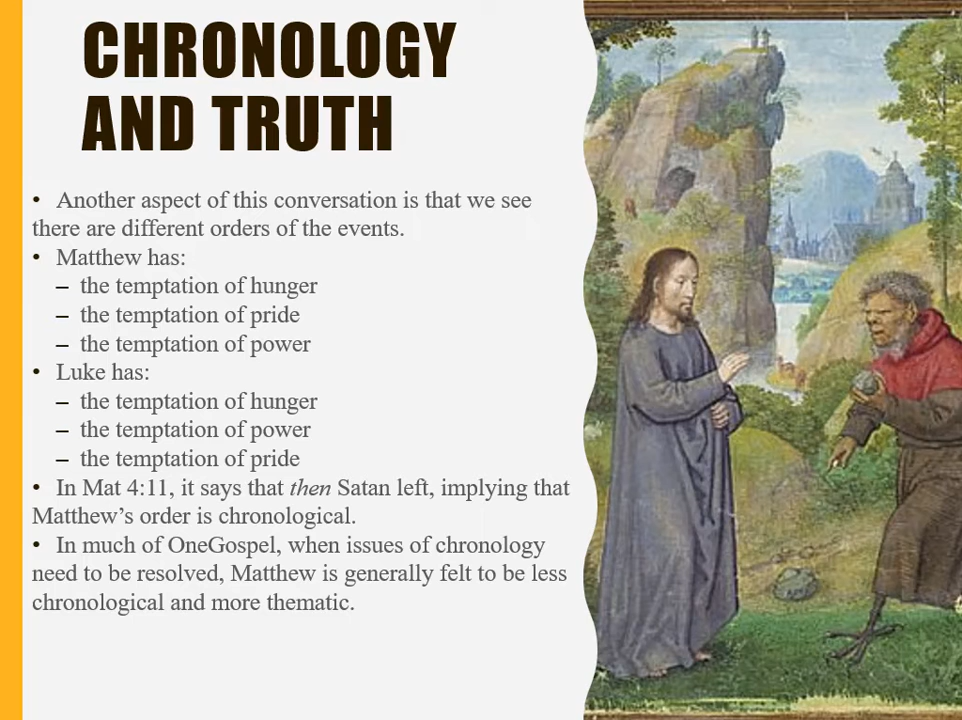 CHRONOLOGY
AND TRUTH
• Another aspect of this conversation is that we see
there are different orders of the events.
• Matthew has:
– the temptation of hunger
– the temptation of pride
– the temptation of power
• Luke has:
– the temptation of hunger
– the temptation of power
– the temptation of pride
• In Mat 4:11, it says that then Satan left, implying that
Matthew’s order is chronological.
• In much of OneGospel, when issues of chronology
need to be resolved, Matthew is generally felt to be less
chronological and more thematic.